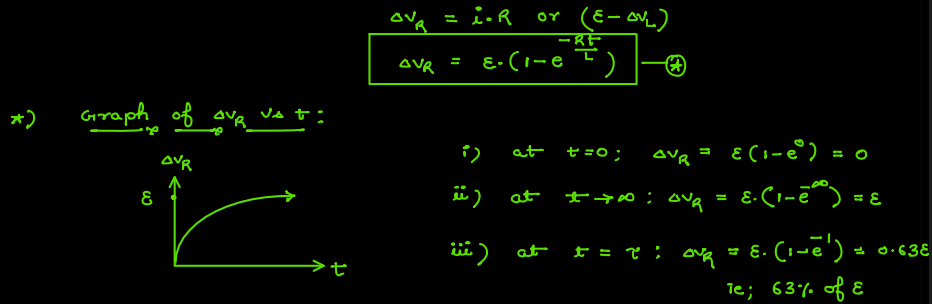 ΔV_R = i.R or (ε-ΔV_L)
ΔV_R = ε.(1-e^{-Rt/L}) —⊛
*) Graph of ΔV_R Vs t:
ΔV_R
ε
t
i) at t=0; ΔV_R = ε(1-e^0) = 0
ii) at t→∞: ΔV_R = ε.(1-e^{-∞}) = ε
iii) at t = τ: ΔV_R = ε.(1-e^{-1}) = 0.63ε
ie; 63% of ε